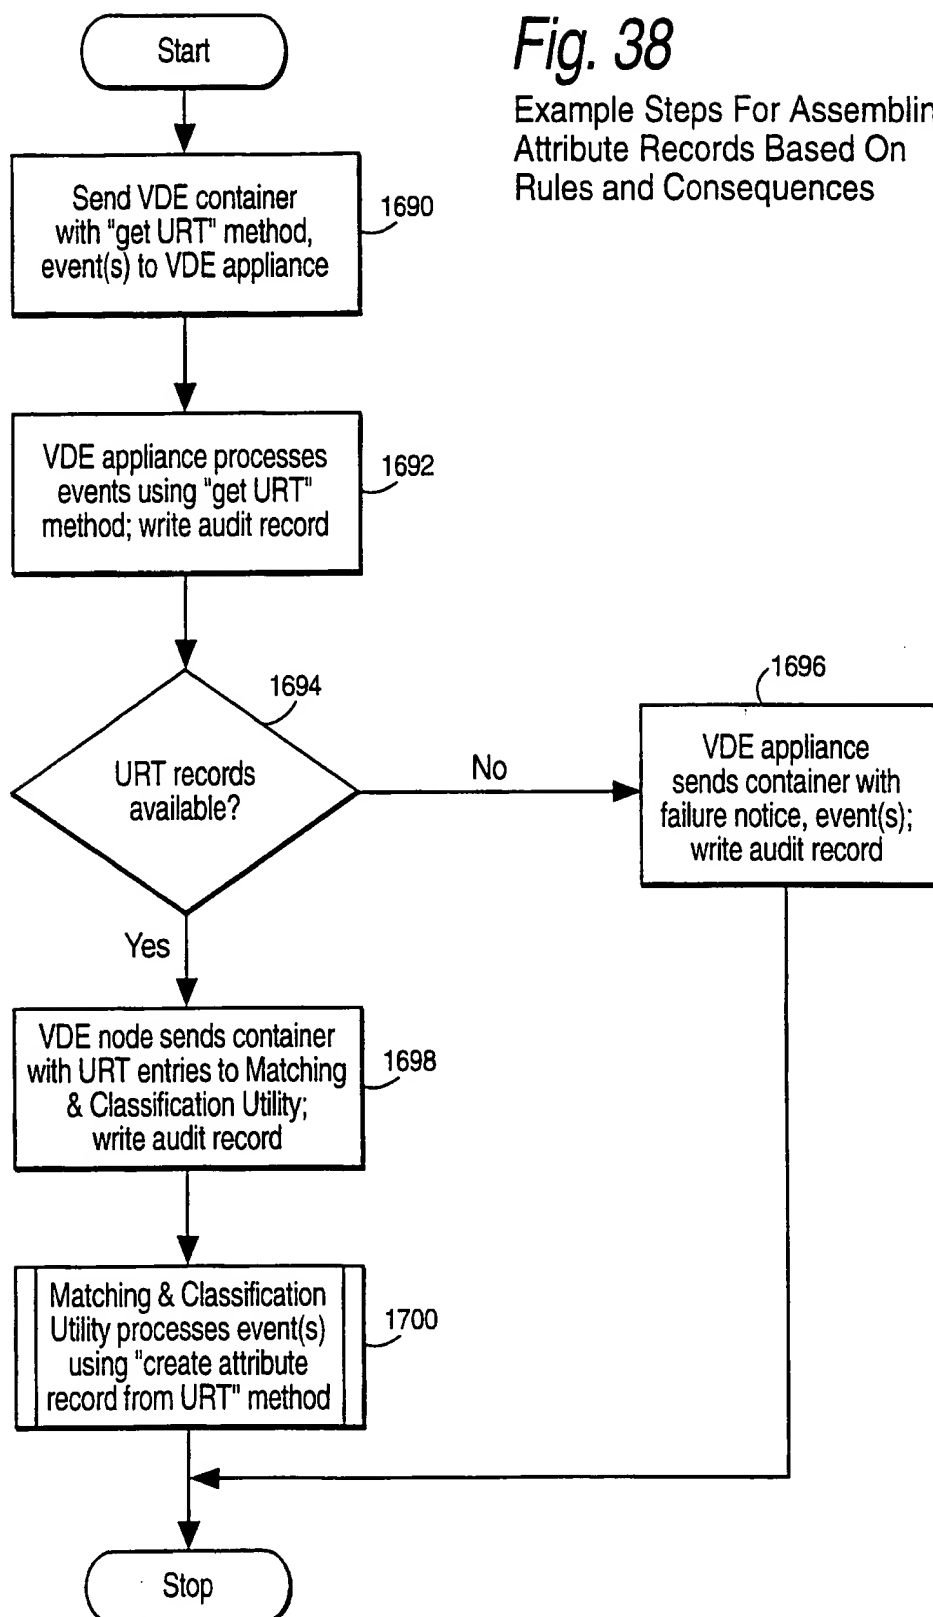 Start
Fig. 38
Example Steps For Assemblin
Attribute Records Based On
Rules and Consequences
Send VDE container
with "get URT" method,
event(s) to VDE appliance
1690
VDE appliance processes
events using "get URT"
method; write audit record
1692
URT records
available?
1694
No
1696
VDE appliance
sends container with
failure notice, event(s);
write audit record
Yes
VDE node sends container
with URT entries to Matching
& Classification Utility;
write audit record
1698
Matching & Classification
Utility processes event(s)
using "create attribute
record from URT" method
1700
Stop